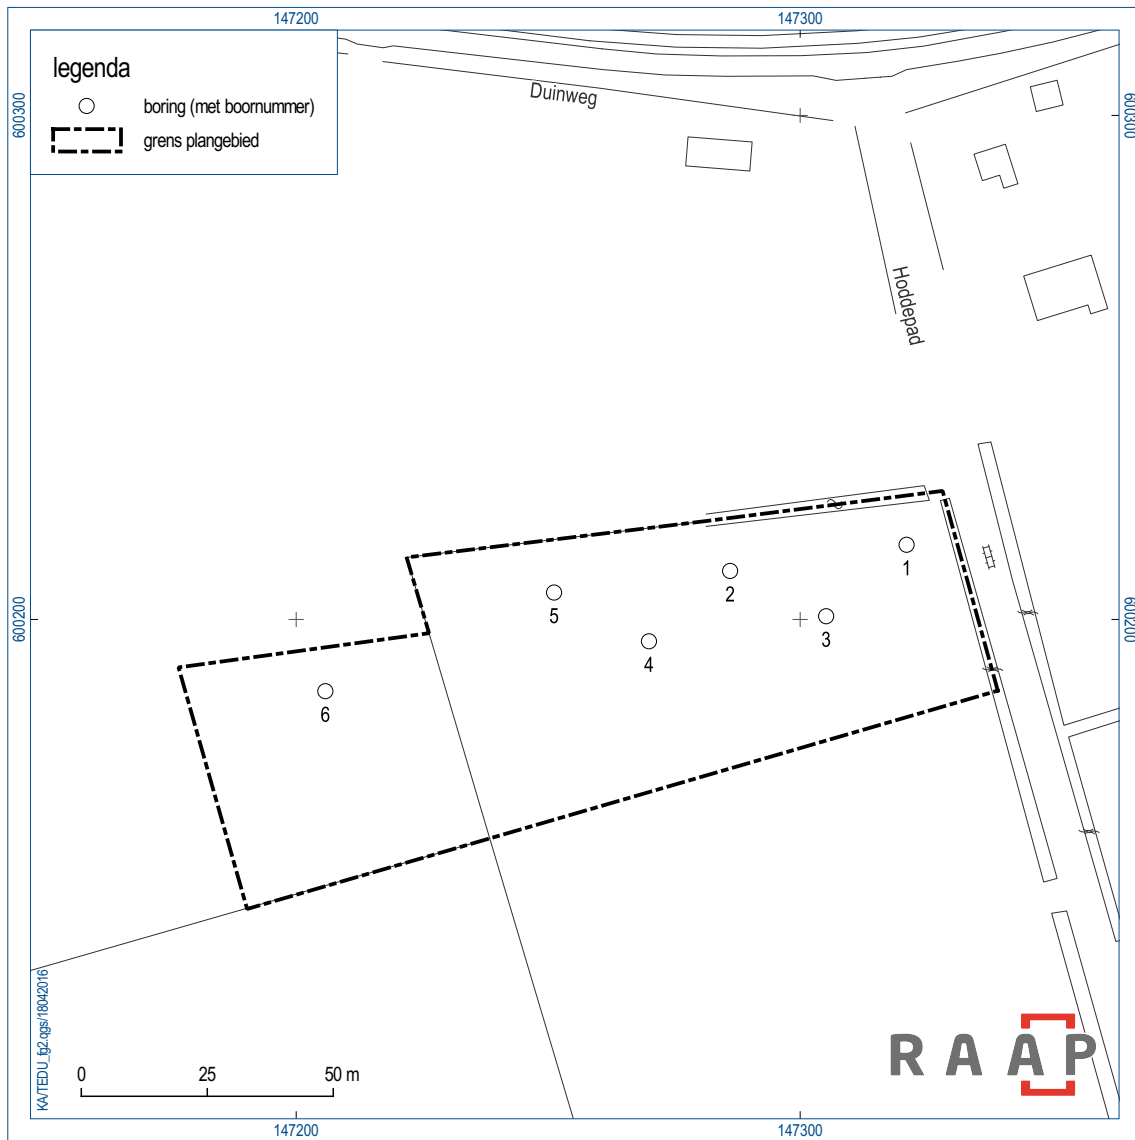 147200
147300
legenda
boring (met boornummer)
grens plangebied
600300
600300
Duinweg
Hoddepad
1
2
3
4
5
6
600200
600200
KA/TEDU_fg2.qgs/18042016
0 25 50 m
RAAP
147200
147300